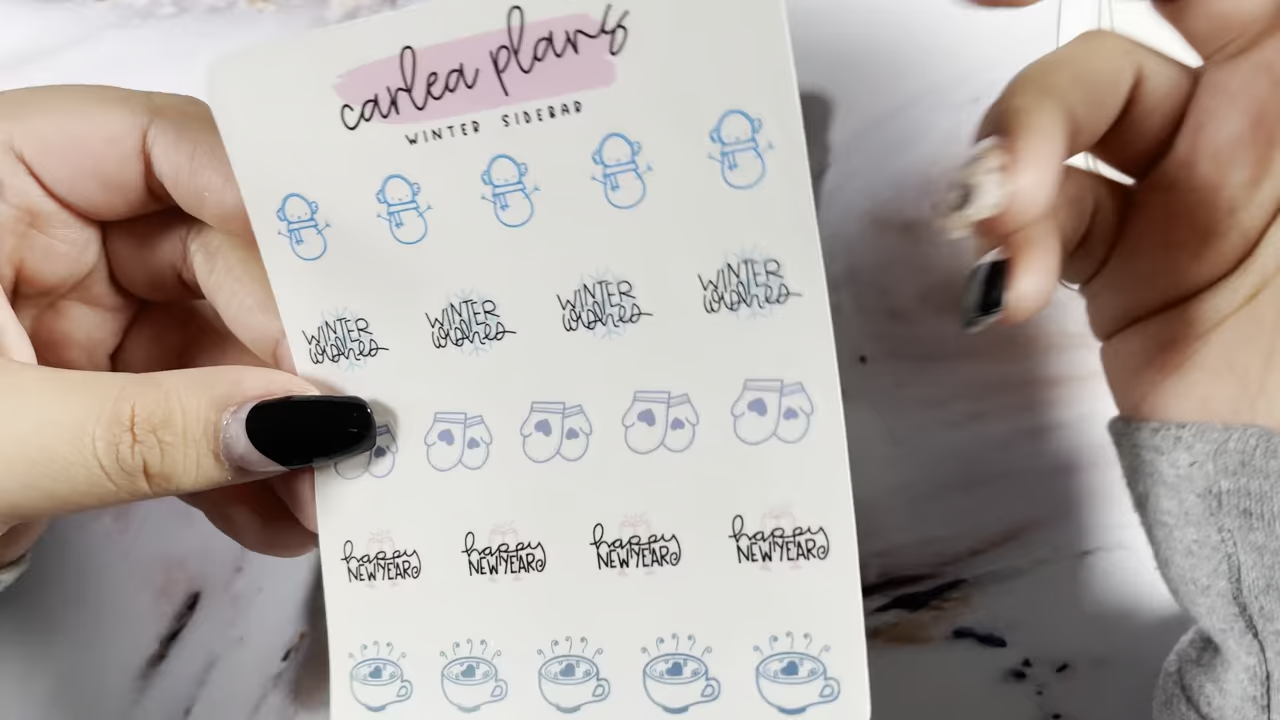 carlea plans
WINTER SIDEBAR
WINTER WINTER WINTER WINTER
wishes wishes wishes wishes
happy happy happy happy
NEW YEAR NEW YEAR NEW YEAR NEW YEAR